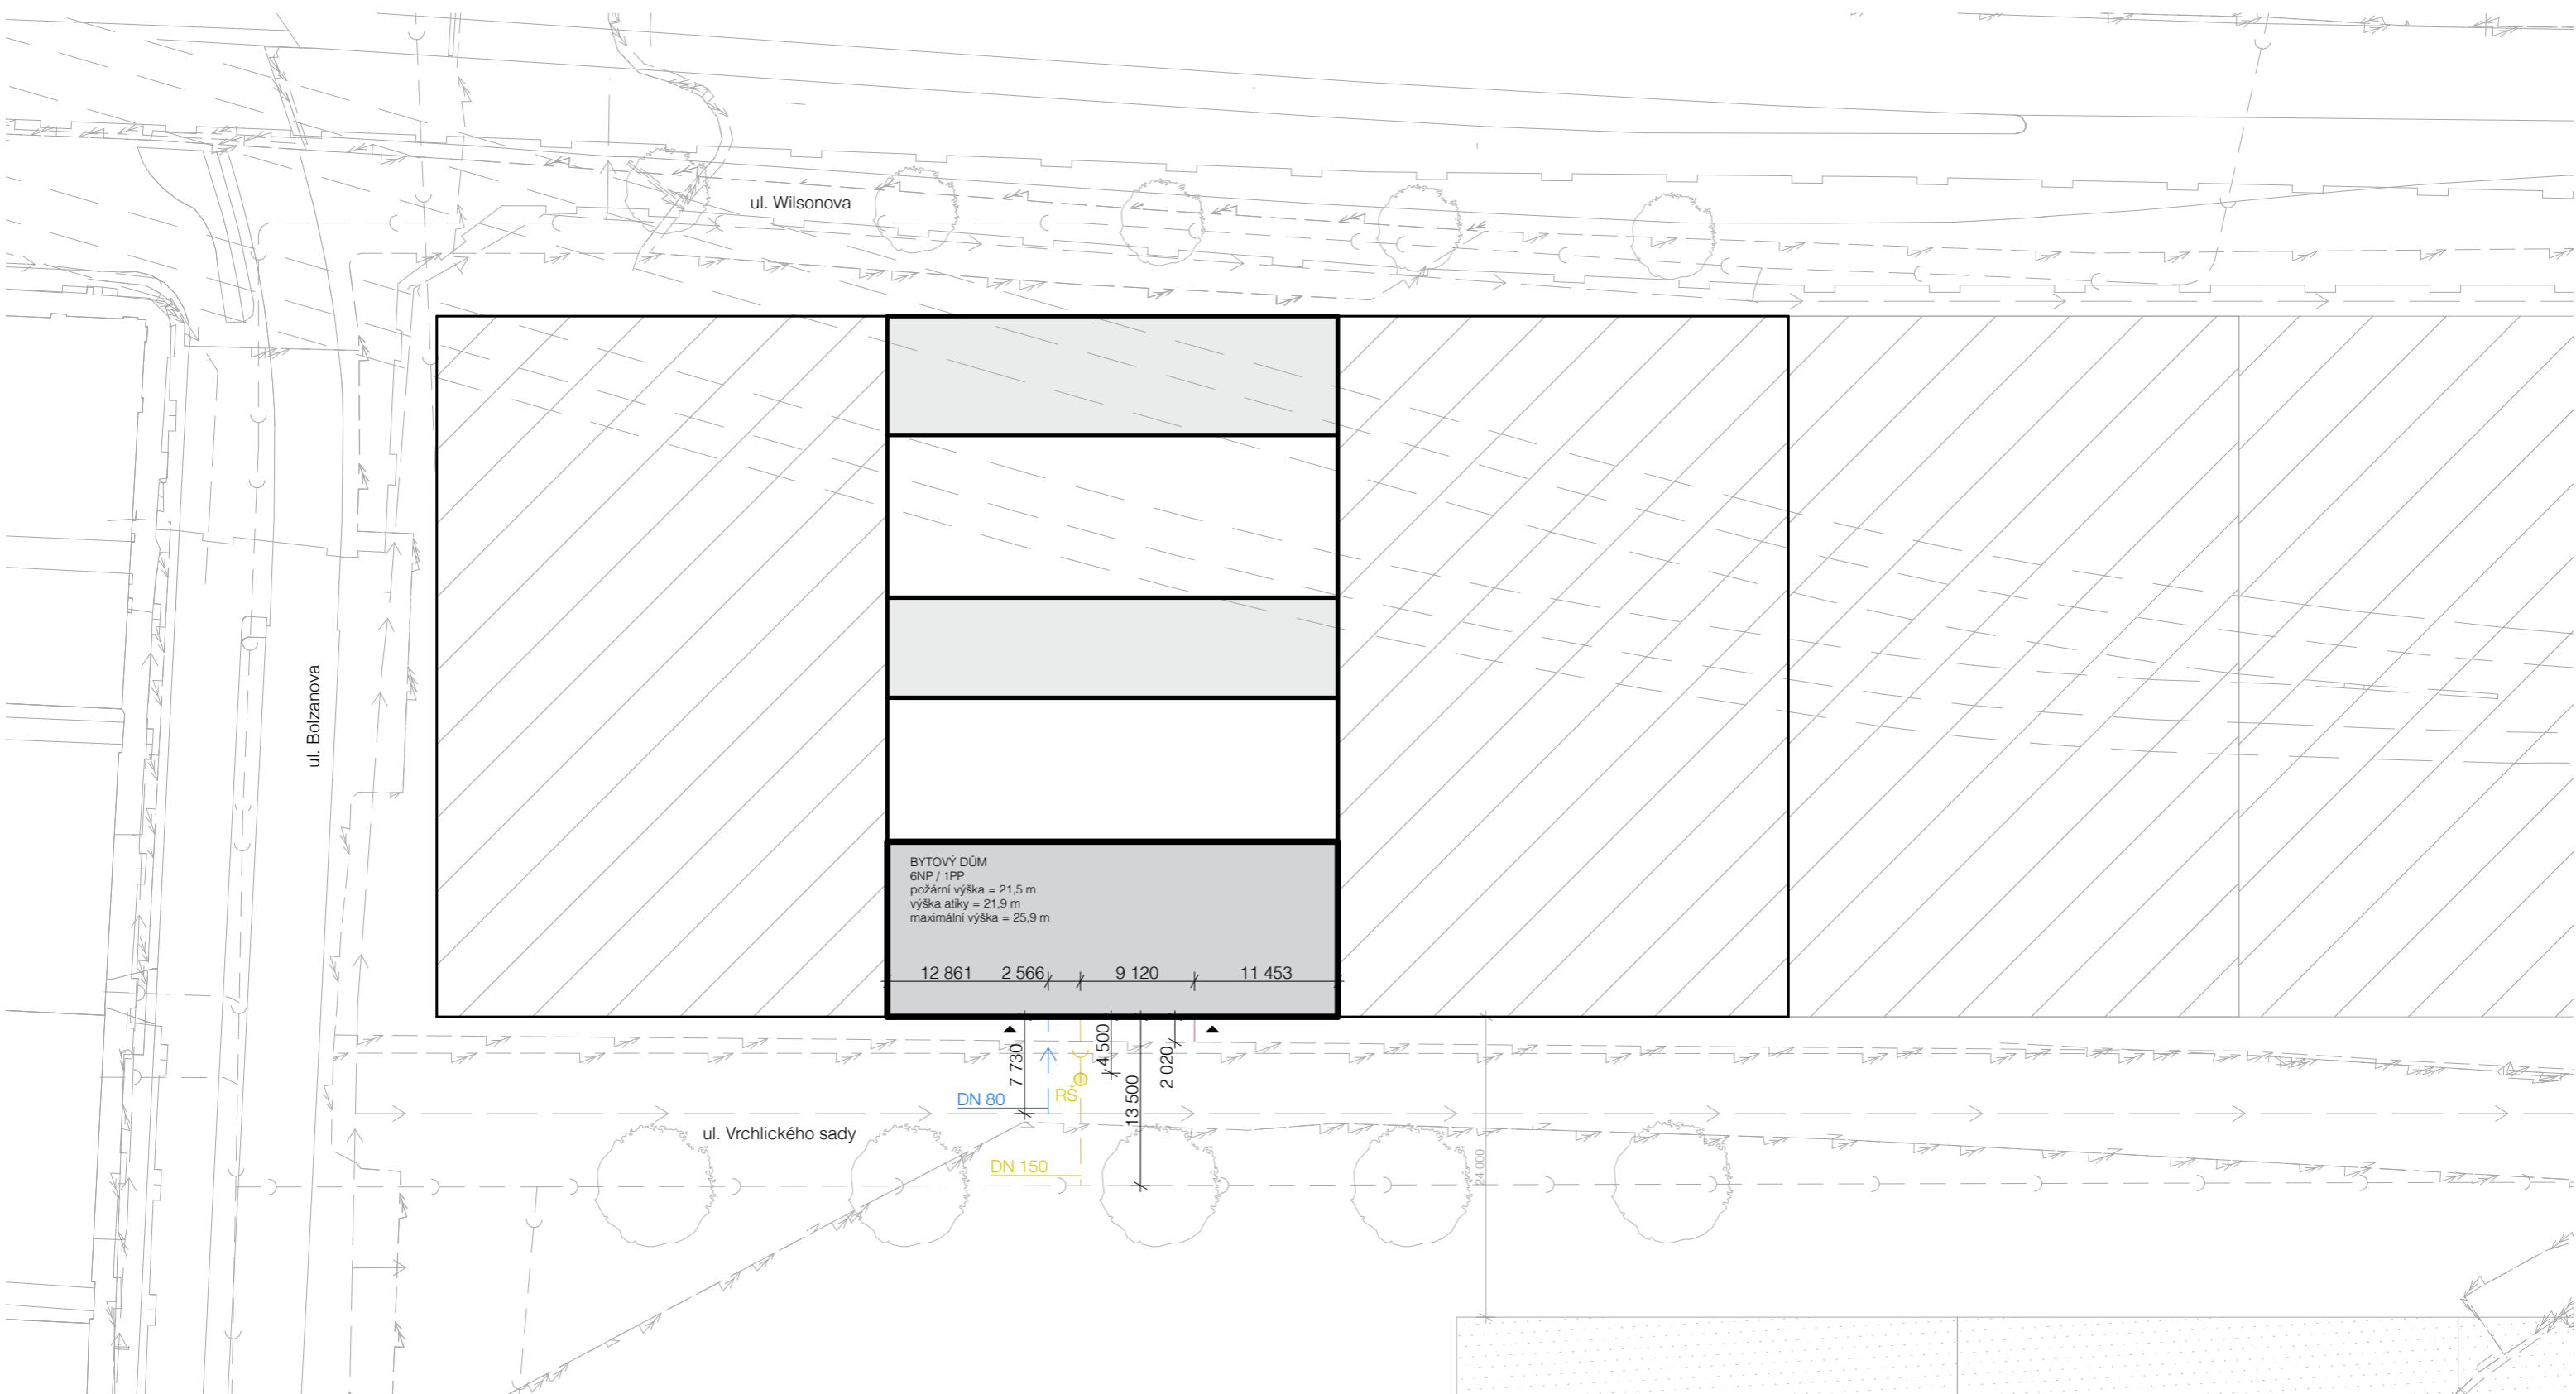 ul. Wilsonova
ul. Bolzanova
BYTOVÝ DŮM
6NP / 1PP
požární výška = 21,5 m
výška atiky = 21,9 m
maximální výška = 25,9 m
12 861 2 566 9 120 11 453
7 730
4 500
13 500
2 020
DN 80
RŠ
ul. Vrchlického sady
DN 150
24 000